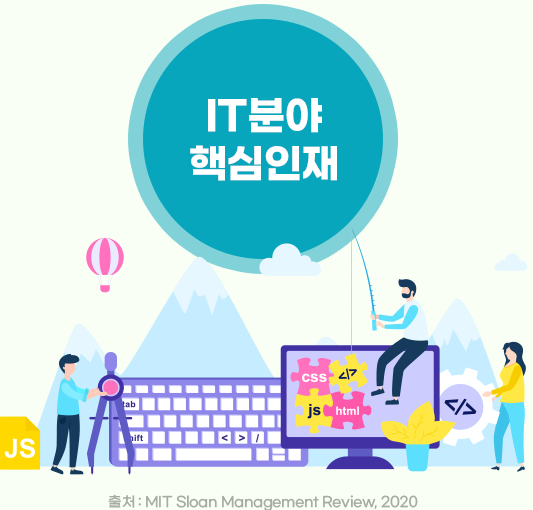 IT분야
핵심인재
css
</>
js
html
</>
JS
tab
shift
< > /
출처 : MIT Sloan Management Review, 2020